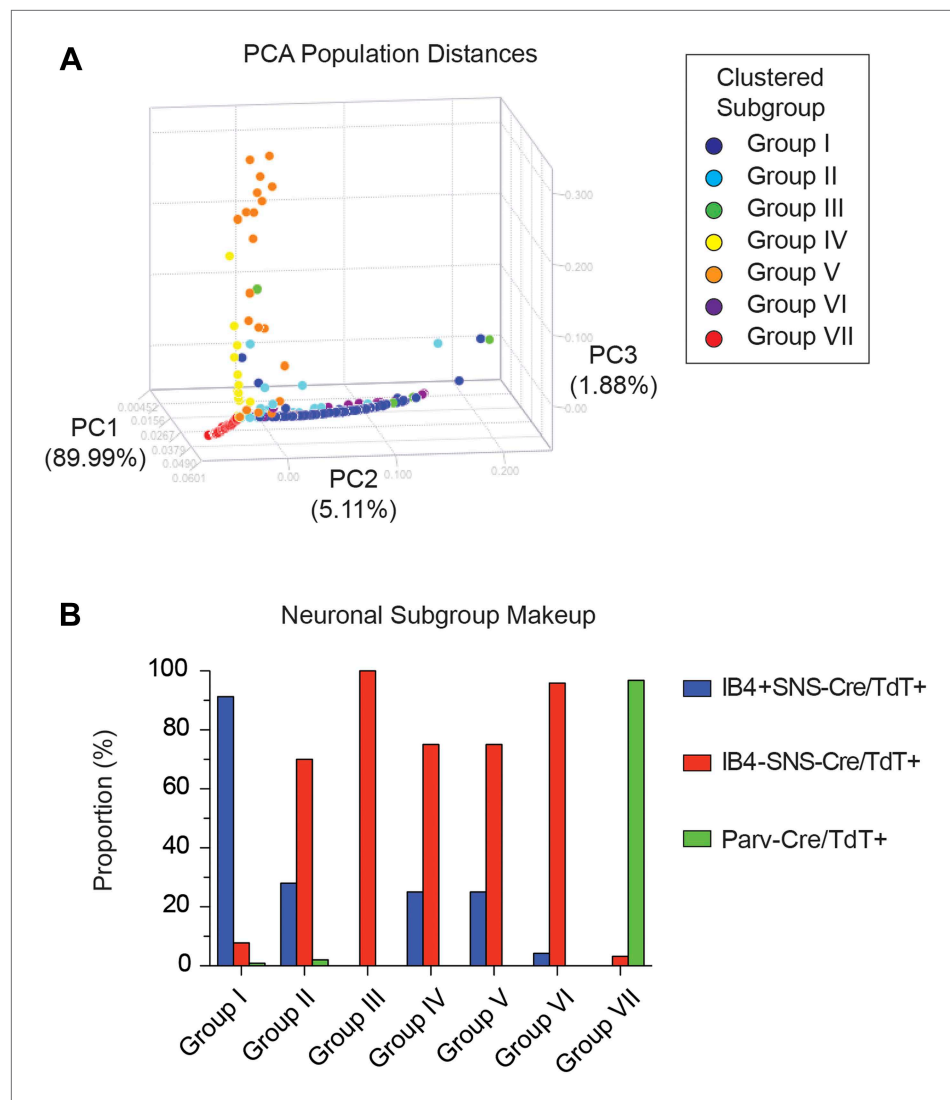 A
PCA Population Distances
Clustered
Subgroup
Group I
Group II
Group III
Group IV
Group V
Group VI
Group VII
0.300
0.200
0.100
0.00
PC3
(1.88%)
PC1
(89.99%)
0.00452
0.0156
0.0267
0.0379
0.0490
0.0601
0.00
0.100
0.200
PC2
(5.11%)
B
Neuronal Subgroup Makeup
Proportion (%)
100
80
60
40
20
0
Group I
Group II
Group III
Group IV
Group V
Group VI
Group VII
IB4+SNS-Cre/TdT+
IB4-SNS-Cre/TdT+
Parv-Cre/TdT+